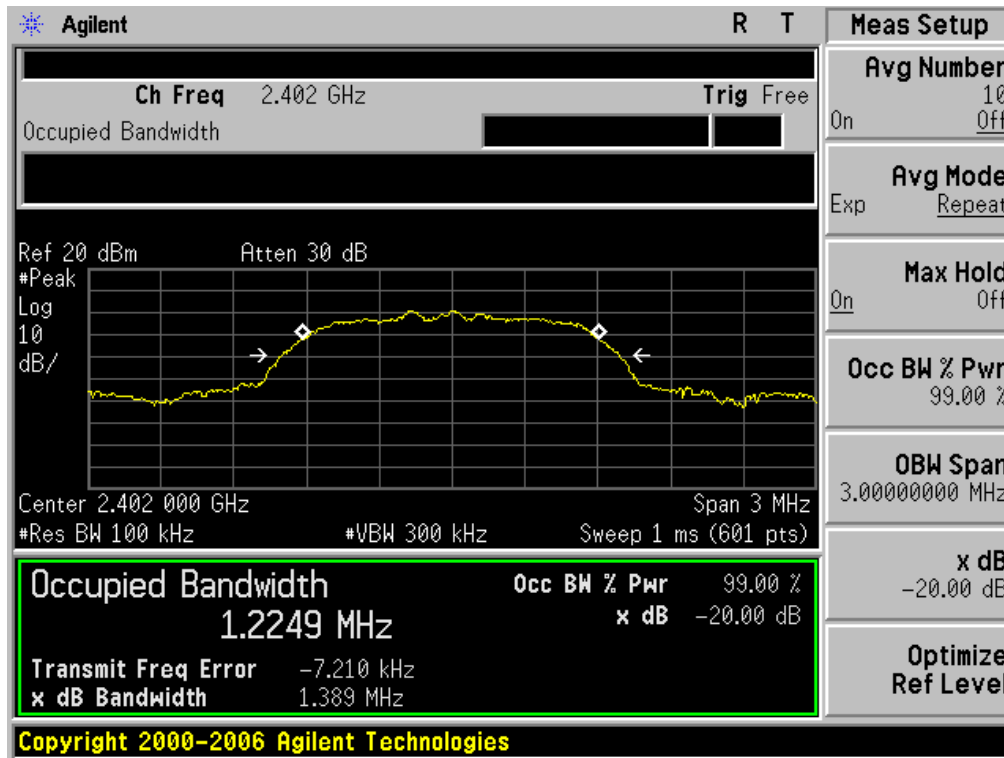 Agilent R T
Ch Freq 2.402 GHz Trig Free
Occupied Bandwidth
Ref 20 dBm Atten 30 dB
#Peak
Log
10
dB/
Center 2.402 000 GHz Span 3 MHz
#Res BW 100 kHz #VBW 300 kHz Sweep 1 ms (601 pts)
Occupied Bandwidth Occ BW % Pwr 99.00 %
1.2249 MHz x dB -20.00 dB
Transmit Freq Error -7.210 kHz
x dB Bandwidth 1.389 MHz
Copyright 2000-2006 Agilent Technologies
Meas Setup
Avg Number
10
On Off
Avg Mode
Exp Repeat
Max Hold
On Off
Occ BW % Pwr
99.00 %
OBW Span
3.00000000 MHz
x dB
-20.00 dB
Optimize
Ref Level